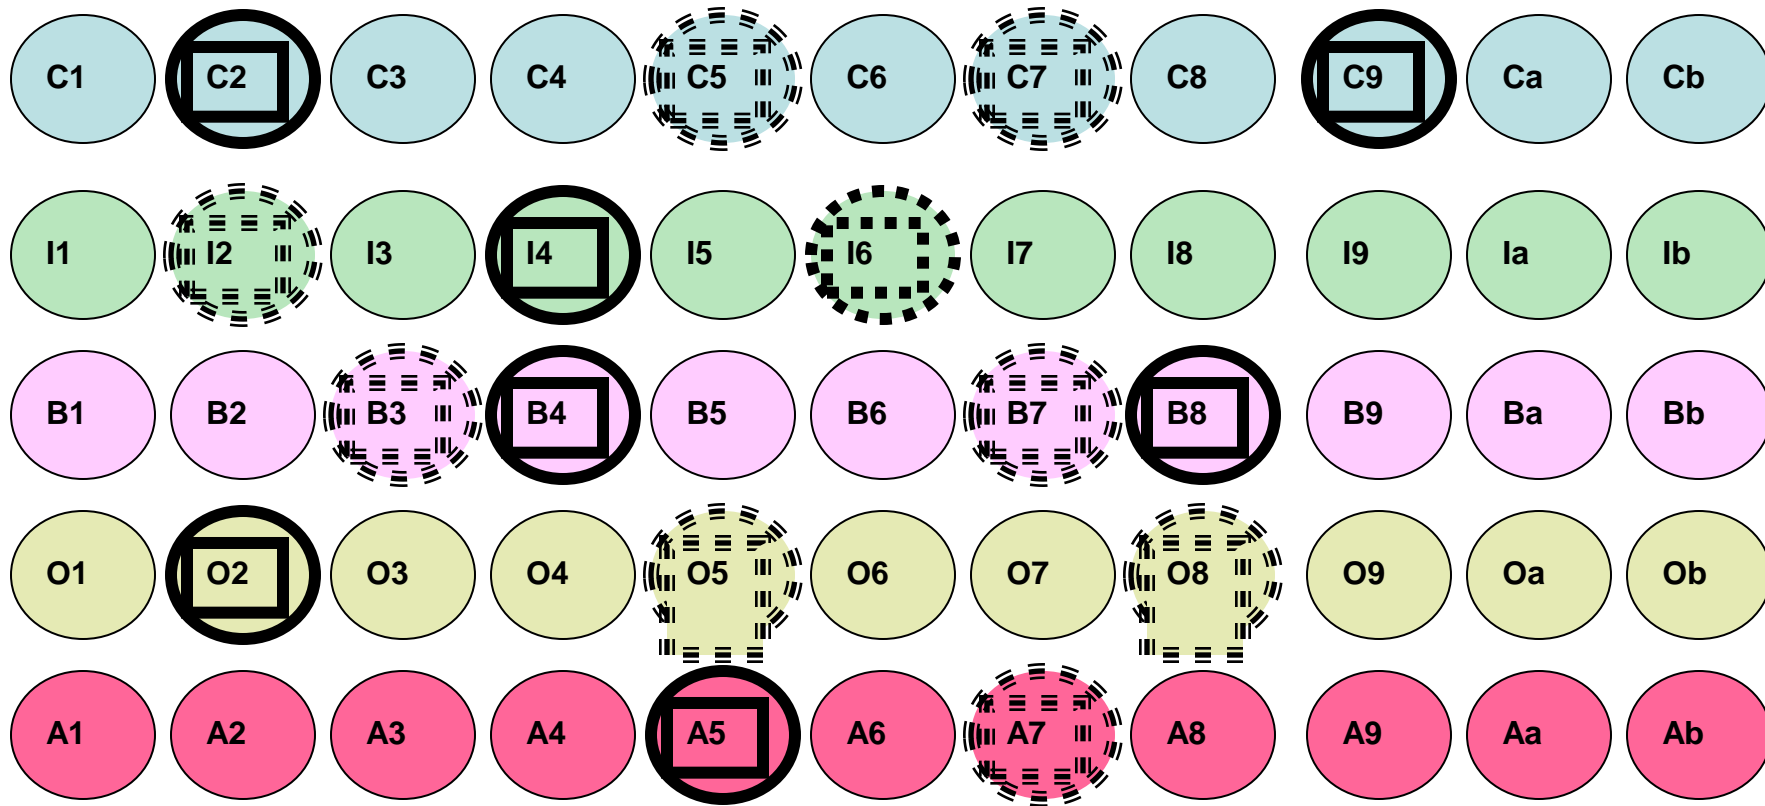 C1 C2 C3 C4 C5 C6 C7 C8 C9 Ca Cb
I1 I2 I3 I4 I5 I6 I7 I8 I9 Ia Ib
B1 B2 B3 B4 B5 B6 B7 B8 B9 Ba Bb
O1 O2 O3 O4 O5 O6 O7 O8 O9 Oa Ob
A1 A2 A3 A4 A5 A6 A7 A8 A9 Aa Ab